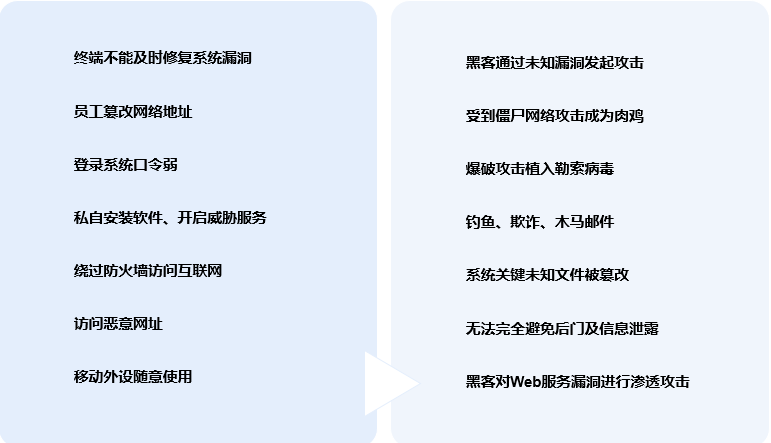 终端不能及时修复系统漏洞
员工篡改网络地址
登录系统口令弱
私自安装软件、开启威胁服务
绕过防火墙访问互联网
访问恶意网址
移动外设随意使用
黑客通过未知漏洞发起攻击
受到僵尸网络攻击成为肉鸡
爆破攻击植入勒索病毒
钓鱼、欺诈、木马邮件
系统关键未知文件被篡改
无法完全避免后门及信息泄露
黑客对Web服务漏洞进行渗透攻击